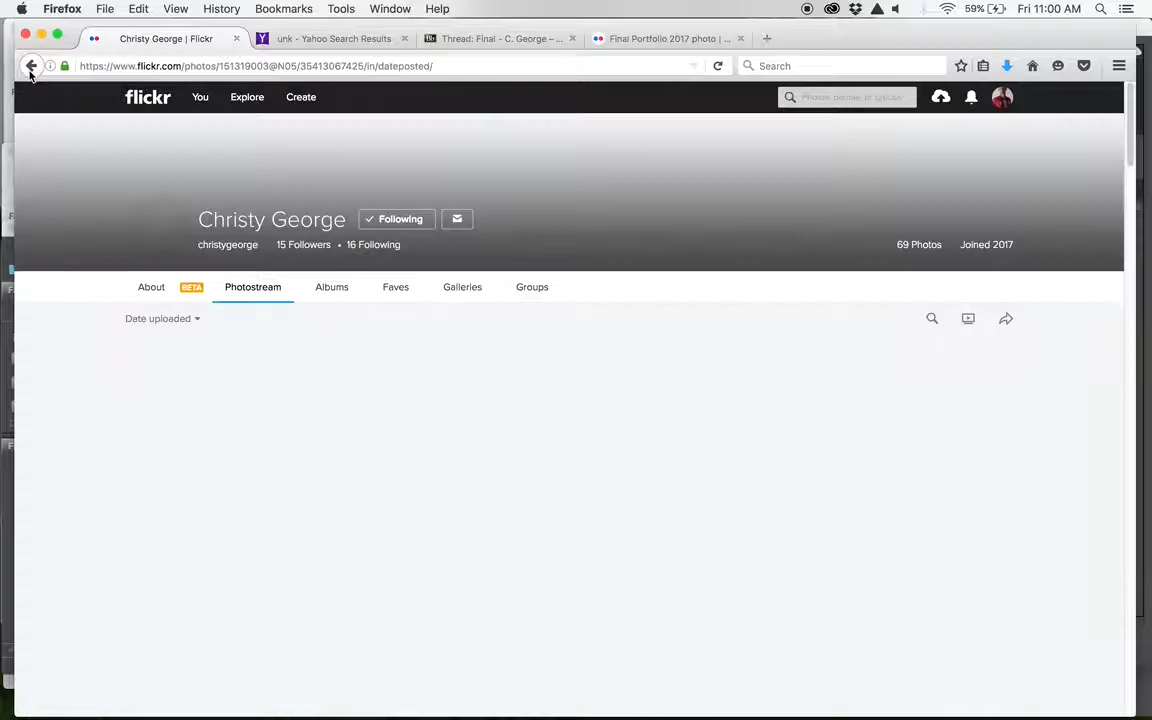 Firefox File Edit View History Bookmarks Tools Window Help 59% Fri 11:00 AM
Christy George | Flickr unk - Yahoo Search Results Thread: Final - C. George – ... Final Portfolio 2017 photo | ...
https://www.flickr.com/photos/151319003@N05/35413067425/in/dateposted/ Search
flickr You Explore Create
Christy George Following
christygeorge 15 Followers • 16 Following 69 Photos Joined 2017
About BETA Photostream Albums Faves Galleries Groups
Date uploaded